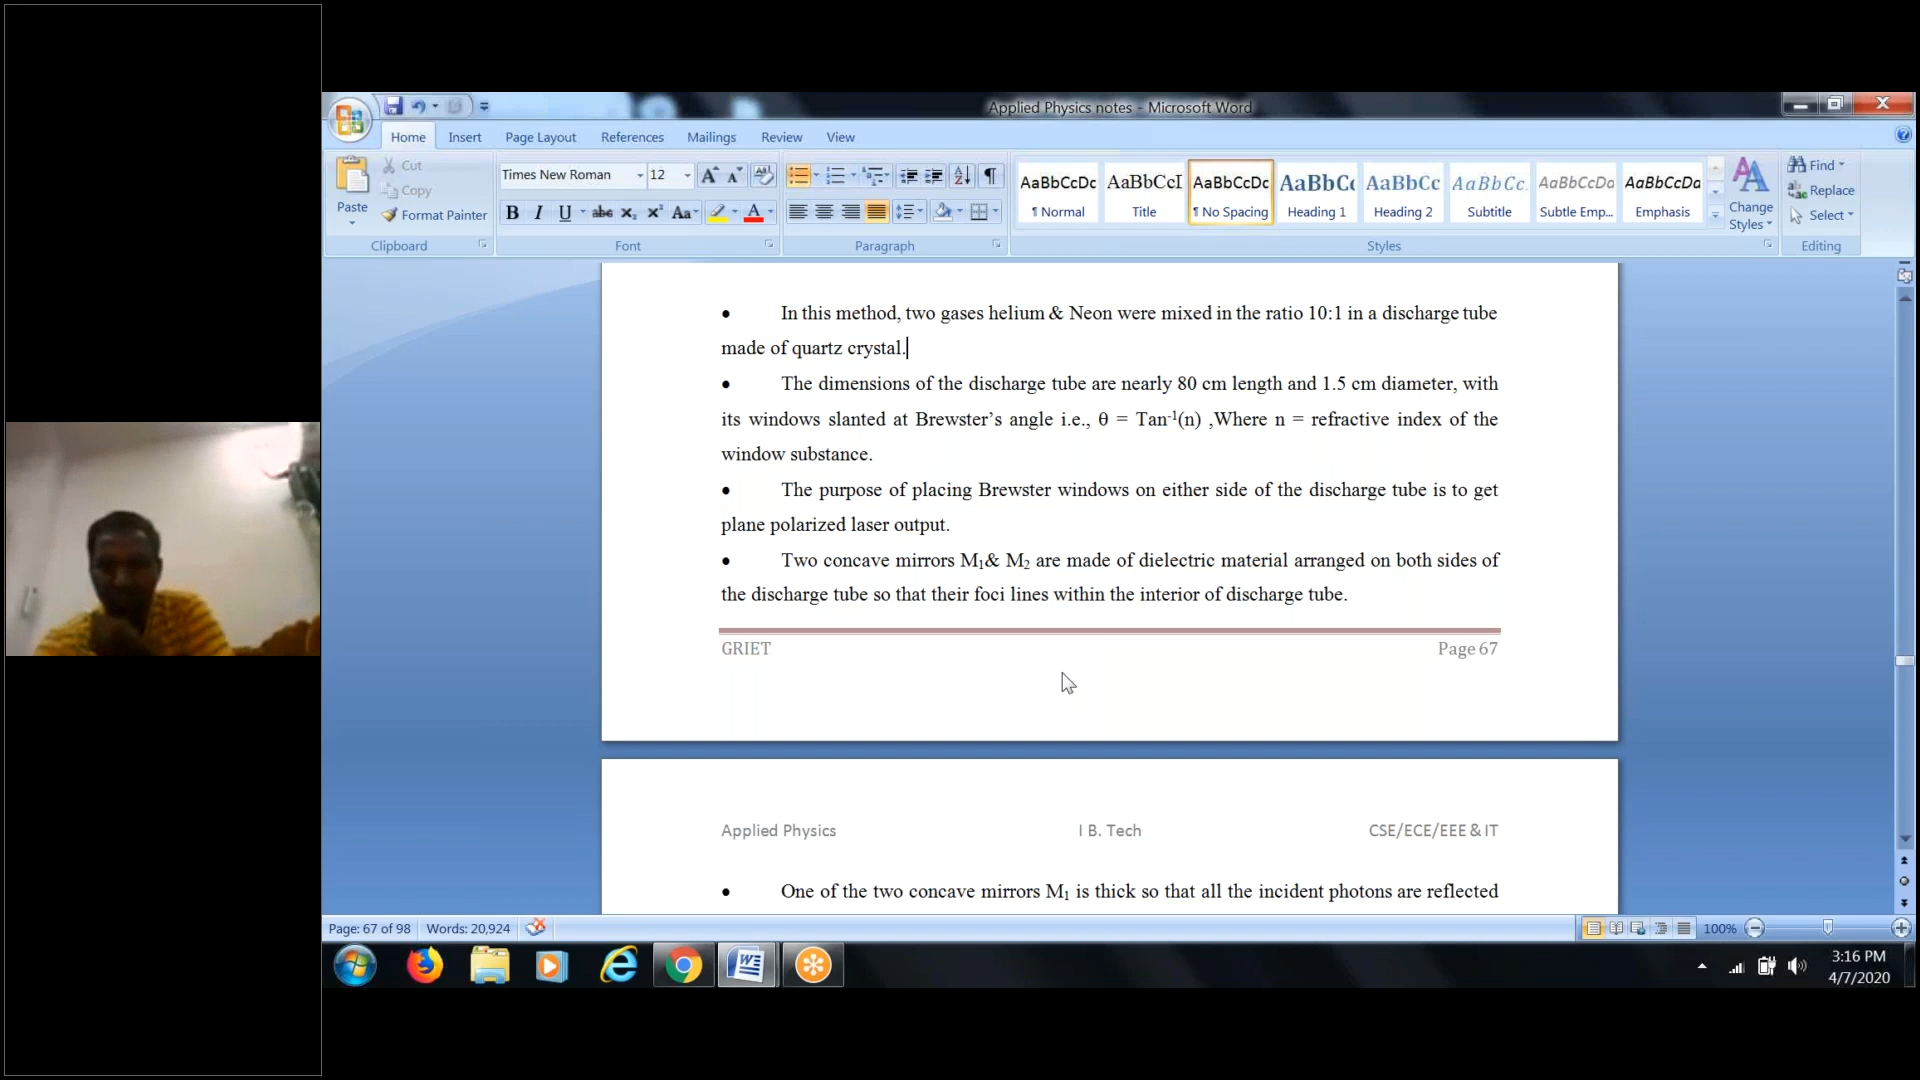 Applied Physics notes - Microsoft Word
Home Insert Page Layout References Mailings Review View
Paste
Cut
Copy
Format Painter
Clipboard
Times New Roman 12
B I U abc x₂ x² Aa A
Font
Paragraph
AaBbCcDc AaBbCcI AaBbCcDc AaBbCc AaBbCc AaBbCc. AaBbCcDa AaBbCcDa
¶ Normal Title ¶ No Spacing Heading 1 Heading 2 Subtitle Subtle Emp... Emphasis
Change Styles
Styles
Find
Replace
Select
Editing
• In this method, two gases helium & Neon were mixed in the ratio 10:1 in a discharge tube
made of quartz crystal.
• The dimensions of the discharge tube are nearly 80 cm length and 1.5 cm diameter, with
its windows slanted at Brewster’s angle i.e., θ = Tan⁻¹(n) ,Where n = refractive index of the
window substance.
• The purpose of placing Brewster windows on either side of the discharge tube is to get
plane polarized laser output.
• Two concave mirrors M₁& M₂ are made of dielectric material arranged on both sides of
the discharge tube so that their foci lines within the interior of discharge tube.
GRIET Page 67
Applied Physics I B. Tech CSE/ECE/EEE & IT
• One of the two concave mirrors M₁ is thick so that all the incident photons are reflected
Page: 67 of 98 Words: 20,924 100%
3:16 PM
4/7/2020